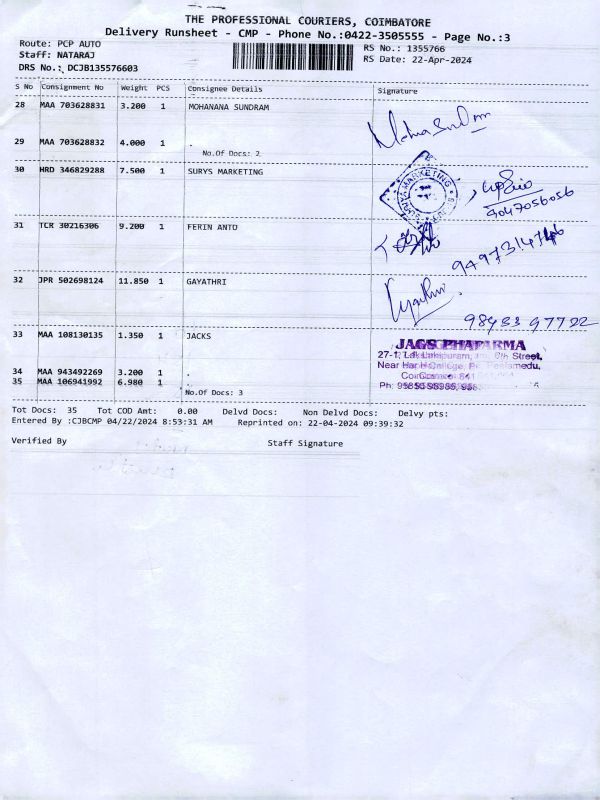 THE PROFESSIONAL COURIERS, COIMBATORE
Delivery Runsheet - CMP - Phone No.:0422-3505555 - Page No.:3
Route: PCP AUTO
RS No.: 1355766
Staff: NATARAJ
RS Date: 22-Apr-2024
DRS No.: DCJB135576603
S No Consignment No Weight PCS Consignee Details Signature
28 MAA 703628831 3.200 1 MOHANANA SUNDRAM
Mohana Sundram
29 MAA 703628832 4.000 1 .
No.Of Docs: 2
30 HRD 346829288 7.500 1 SURYS MARKETING
MARKETING
9047056056
31 TCR 30216306 9.200 1 FERIN ANTO
32 JPR 502698124 11.850 1 GAYATHRI
Gayathri
33 MAA 108130135 1.350 1 JACKS
JAGS PHAPARMA
Street,
34 MAA 943492269 3.200 1 .
35 MAA 106941992 6.980 1
No.Of Docs: 3
Tot Docs: 35 Tot COD Amt: 0.00 Delvd Docs: Non Delvd Docs: Delvy pts:
Entered By :CJBCMP 04/22/2024 8:53:31 AM Reprinted on: 22-04-2024 09:39:32
Verified By Staff Signature